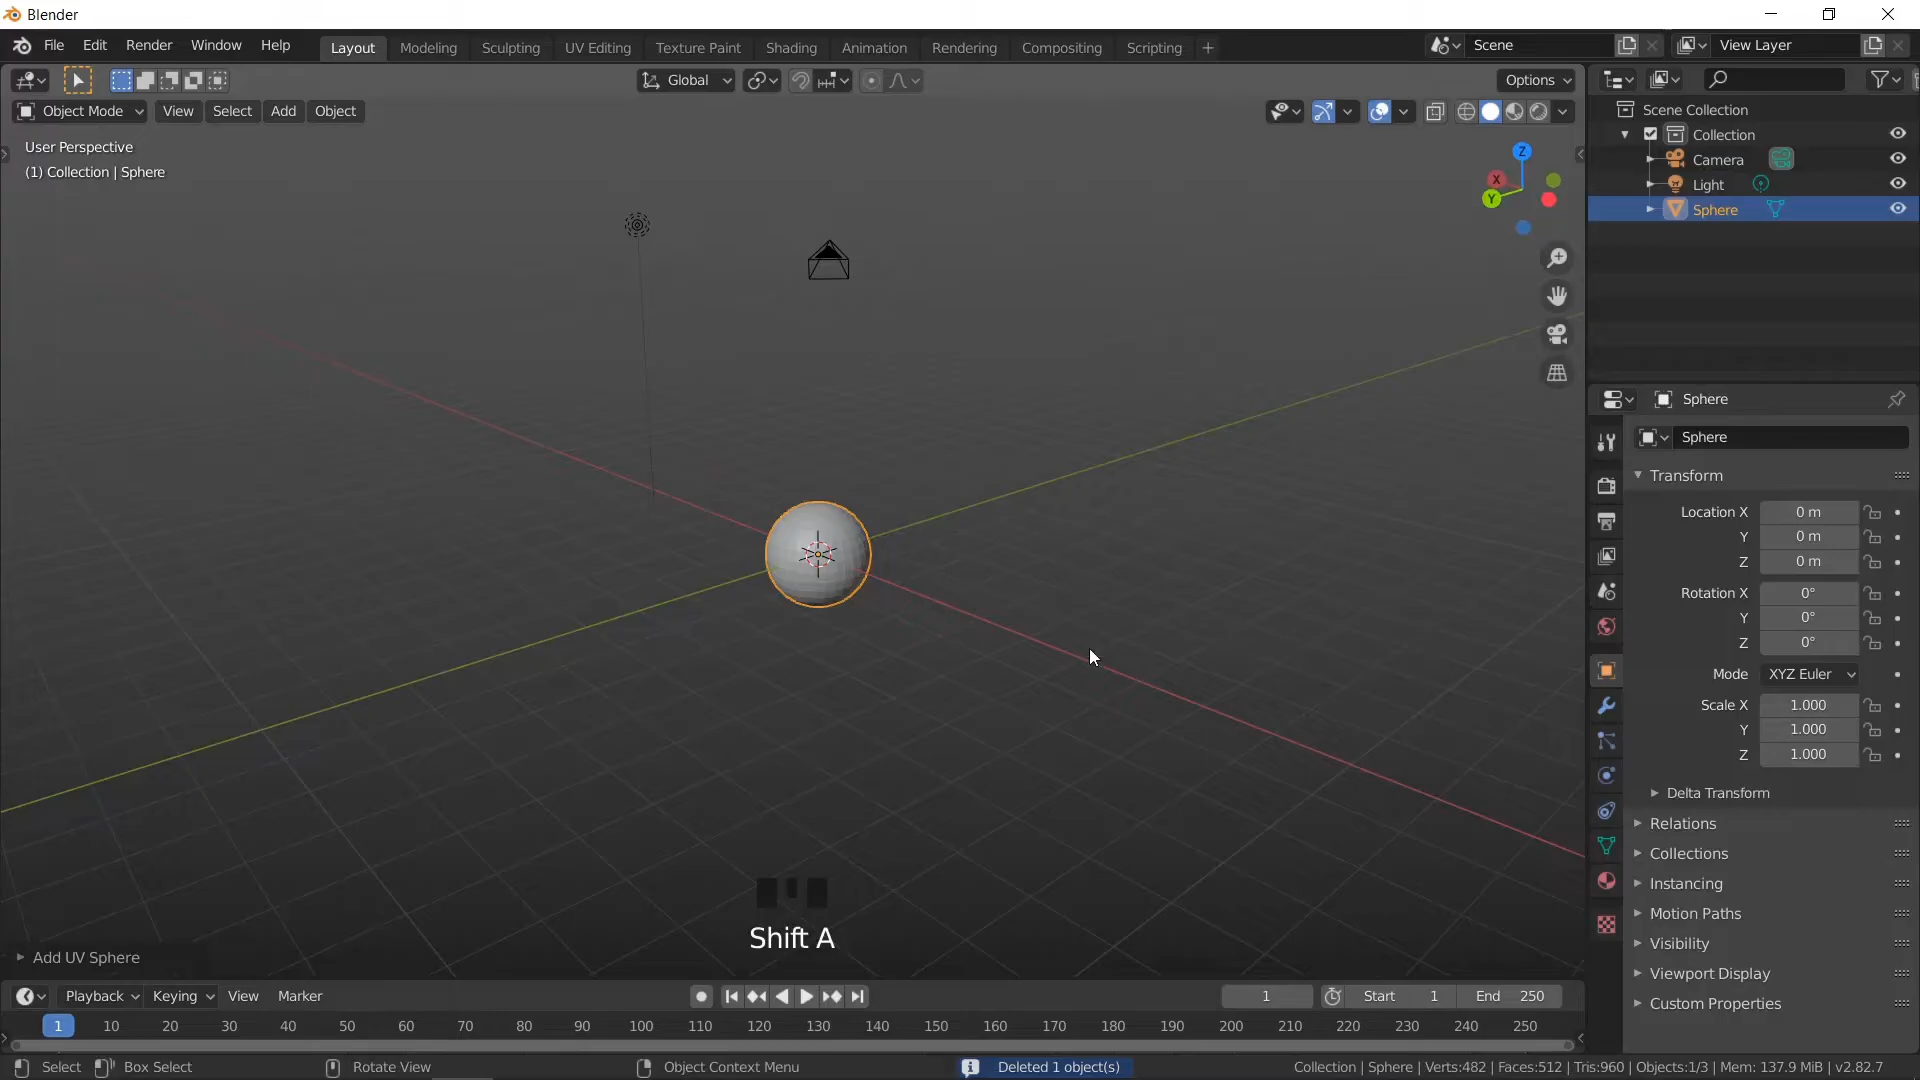 Blender
File Edit Render Window Help Layout Modeling Sculpting UV Editing Texture Paint Shading Animation Rendering Compositing Scripting + Scene View Layer
Global Options
Object Mode View Select Add Object
User Perspective
(1) Collection | Sphere
Z
X
Y
Scene Collection
Collection
Camera
Light
Sphere
Sphere
Sphere
Transform
Location X 0 m
Y 0 m
Z 0 m
Rotation X 0°
Y 0°
Z 0°
Mode XYZ Euler
Scale X 1.000
Y 1.000
Z 1.000
Delta Transform
Relations
Collections
Instancing
Motion Paths
Visibility
Viewport Display
Custom Properties
Shift A
Add UV Sphere
Playback Keying View Marker 1 Start 1 End 250
1 10 20 30 40 50 60 70 80 90 100 110 120 130 140 150 160 170 180 190 200 210 220 230 240 250
Select Box Select Rotate View Object Context Menu Deleted 1 object(s) Collection | Sphere | Verts:482 | Faces:512 | Tris:960 | Objects:1/3 | Mem: 137.9 MiB | v2.82.7